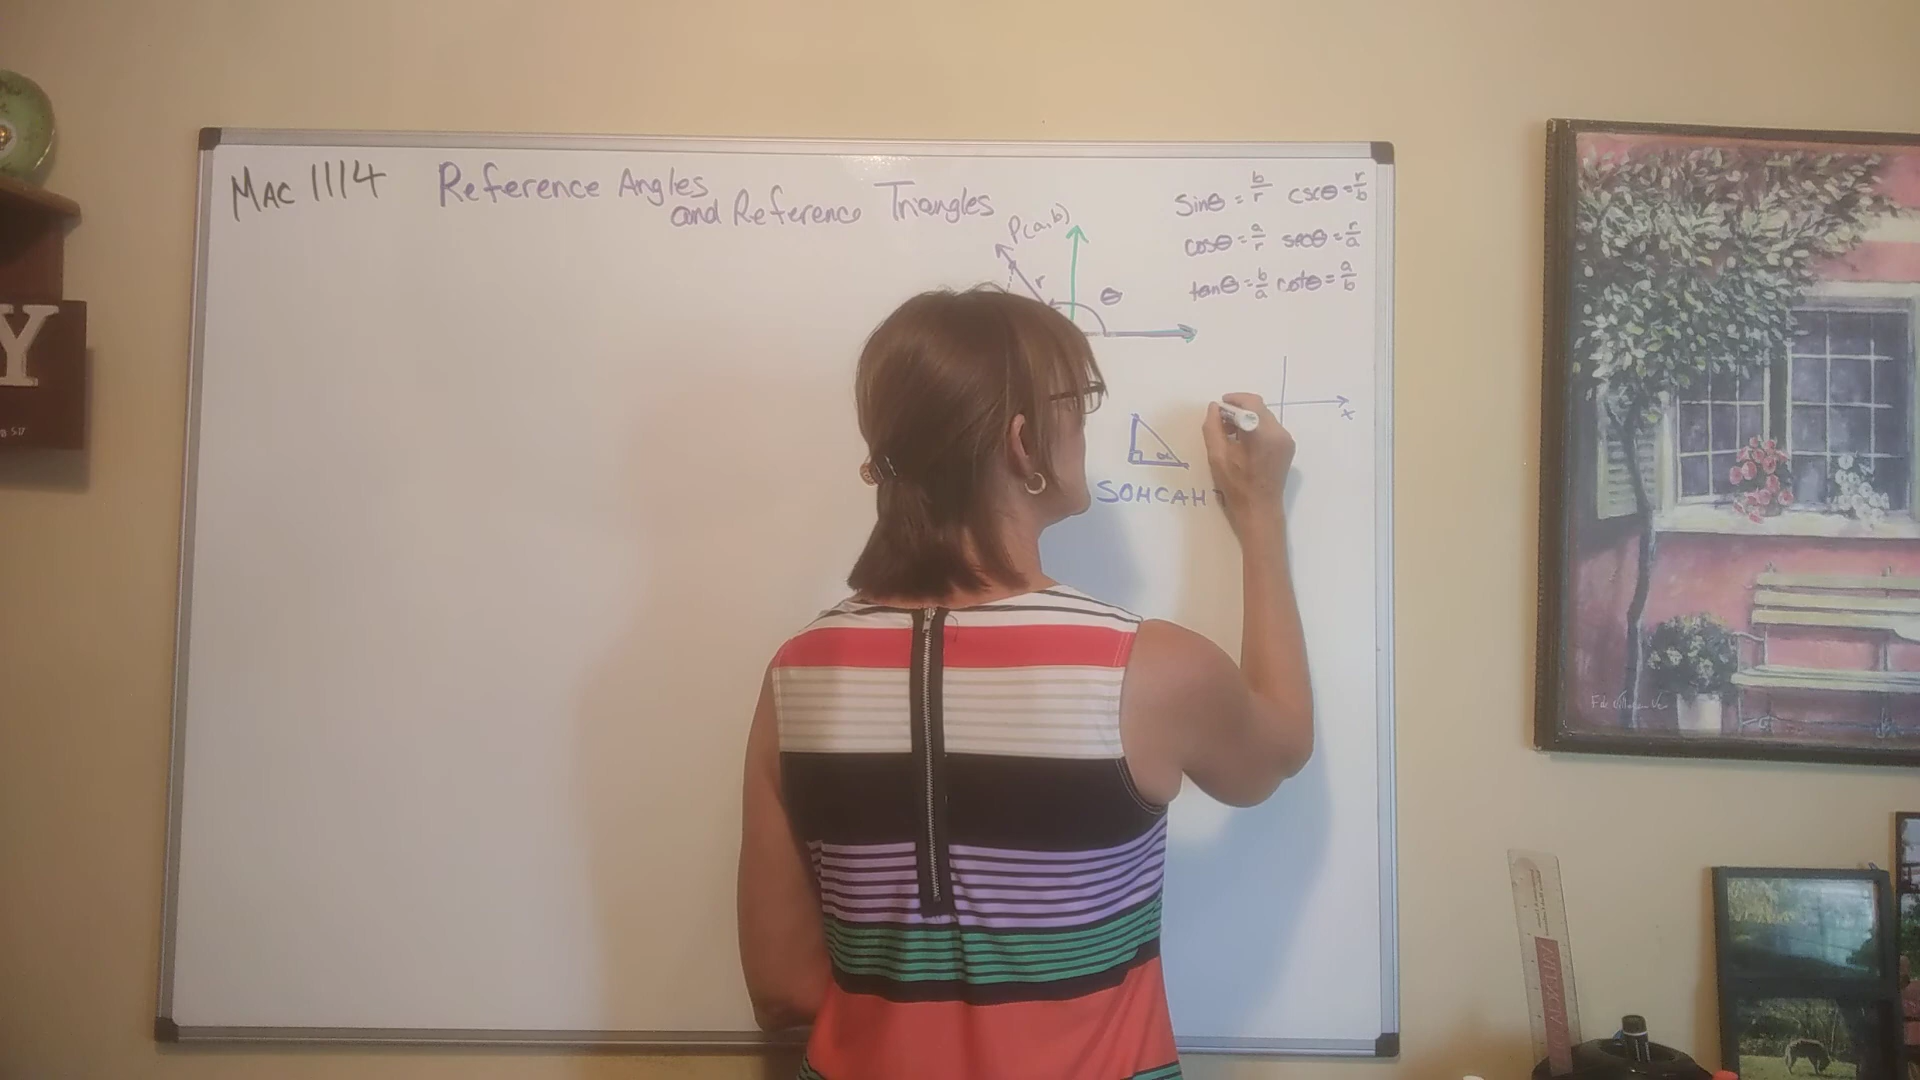 MAC 1114 Reference Angles
and Reference Triangles
P(a,b)
r
θ
sinθ = b/r cscθ = r/b
cosθ = a/r secθ = r/a
tanθ = b/a cotθ = a/b
x
α
SOHCAHT
Y